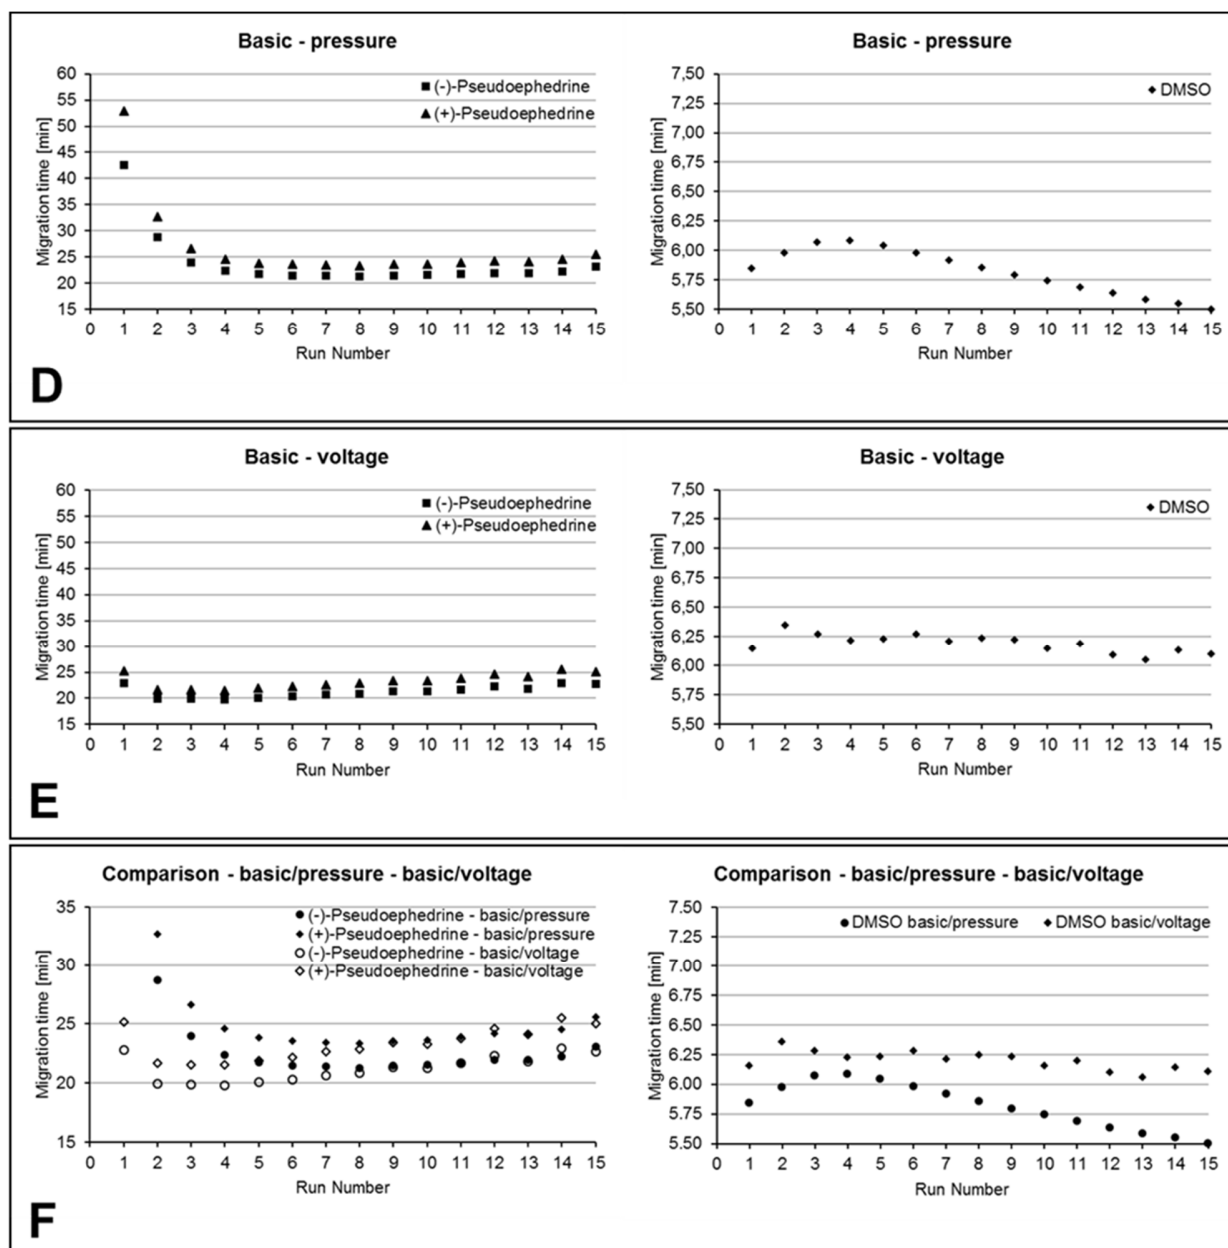 Basic - pressure
60
55
50
45
40
35
30
25
20
15
Migration time [min]
(-)-Pseudoephedrine
(+)-Pseudoephedrine
0 1 2 3 4 5 6 7 8 9 10 11 12 13 14 15
Run Number
Basic - pressure
7,50
7,25
7,00
6,75
6,50
6,25
6,00
5,75
5,50
Migration time [min]
DMSO
0 1 2 3 4 5 6 7 8 9 10 11 12 13 14 15
Run Number
D
Basic - voltage
60
55
50
45
40
35
30
25
20
15
Migration time [min]
(-)-Pseudoephedrine
(+)-Pseudoephedrine
0 1 2 3 4 5 6 7 8 9 10 11 12 13 14 15
Run Number
Basic - voltage
7,50
7,25
7,00
6,75
6,50
6,25
6,00
5,75
5,50
Migration time [min]
DMSO
0 1 2 3 4 5 6 7 8 9 10 11 12 13 14 15
Run Number
E
Comparison - basic/pressure - basic/voltage
35
30
25
20
15
Migration time [min]
(-)-Pseudoephedrine - basic/pressure
(+)-Pseudoephedrine - basic/pressure
(-)-Pseudoephedrine - basic/voltage
(+)-Pseudoephedrine - basic/voltage
0 1 2 3 4 5 6 7 8 9 10 11 12 13 14 15
Run Number
Comparison - basic/pressure - basic/voltage
7.50
7.25
7.00
6.75
6.50
6.25
6.00
5.75
5.50
Migration time [min]
DMSO basic/pressure DMSO basic/voltage
0 1 2 3 4 5 6 7 8 9 10 11 12 13 14 15
Run Number
F